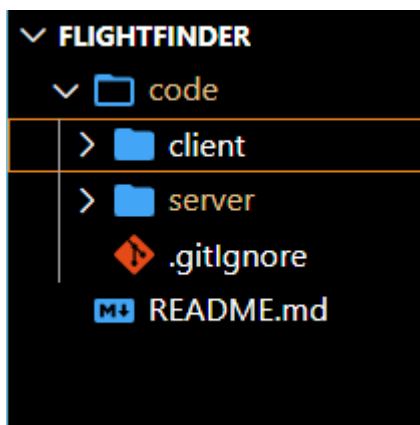 FLIGHTFINDER
code
client
server
.gitIgnore
M README.md